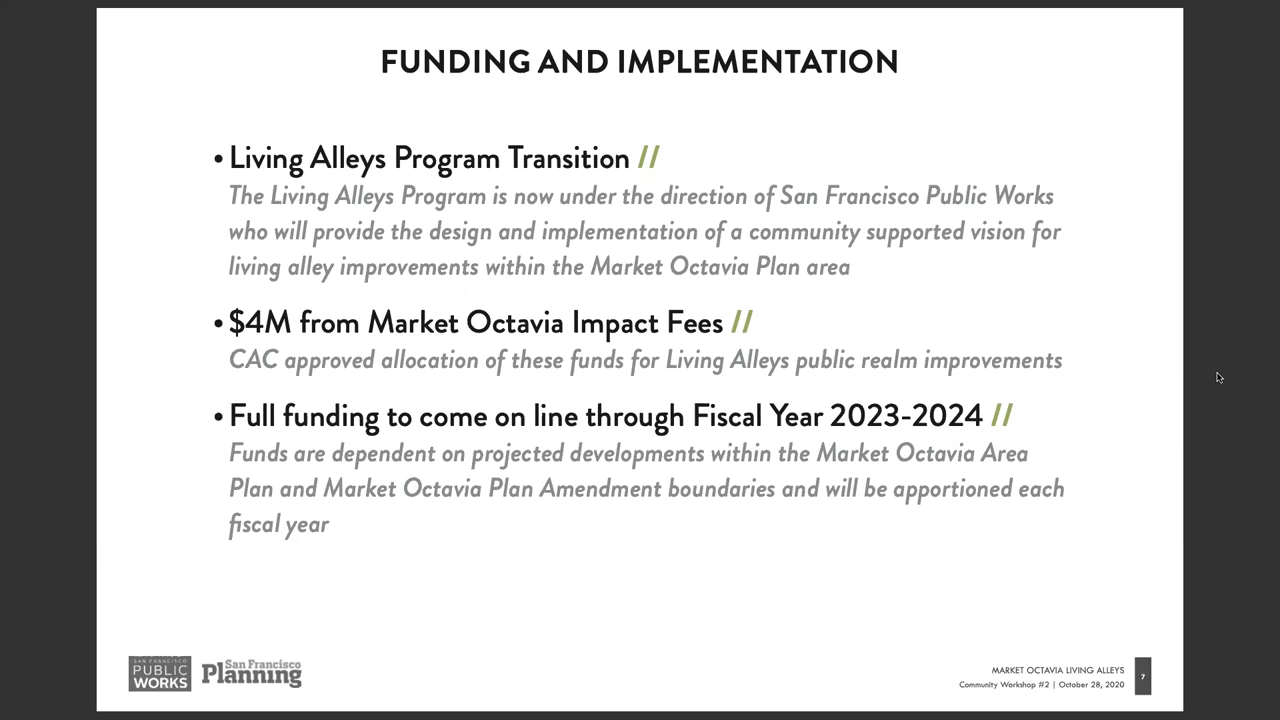 FUNDING AND IMPLEMENTATION
• Living Alleys Program Transition //
The Living Alleys Program is now under the direction of San Francisco Public Works
who will provide the design and implementation of a community supported vision for
living alley improvements within the Market Octavia Plan area
• $4M from Market Octavia Impact Fees //
CAC approved allocation of these funds for Living Alleys public realm improvements
• Full funding to come on line through Fiscal Year 2023-2024 //
Funds are dependent on projected developments within the Market Octavia Area
Plan and Market Octavia Plan Amendment boundaries and will be apportioned each
fiscal year
SAN FRANCISCO
PUBLIC
WORKS
San Francisco
Planning
MARKET OCTAVIA LIVING ALLEYS
Community Workshop #2 | October 28, 2020
7